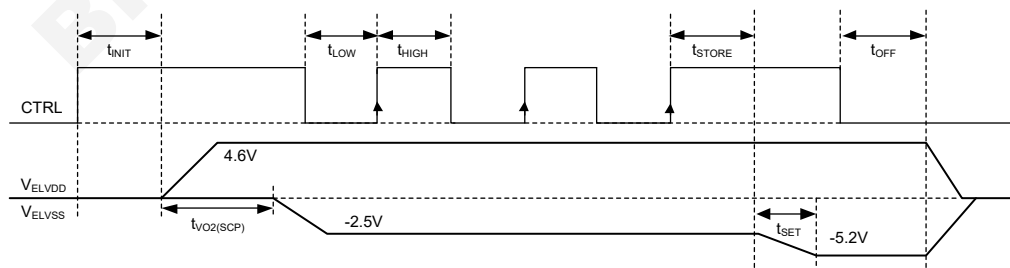 tINIT
tLOW
tHIGH
tSTORE
tOFF
CTRL
4.6V
VELVDD
VELVSS
tVO2(SCP)
-2.5V
tSET
-5.2V